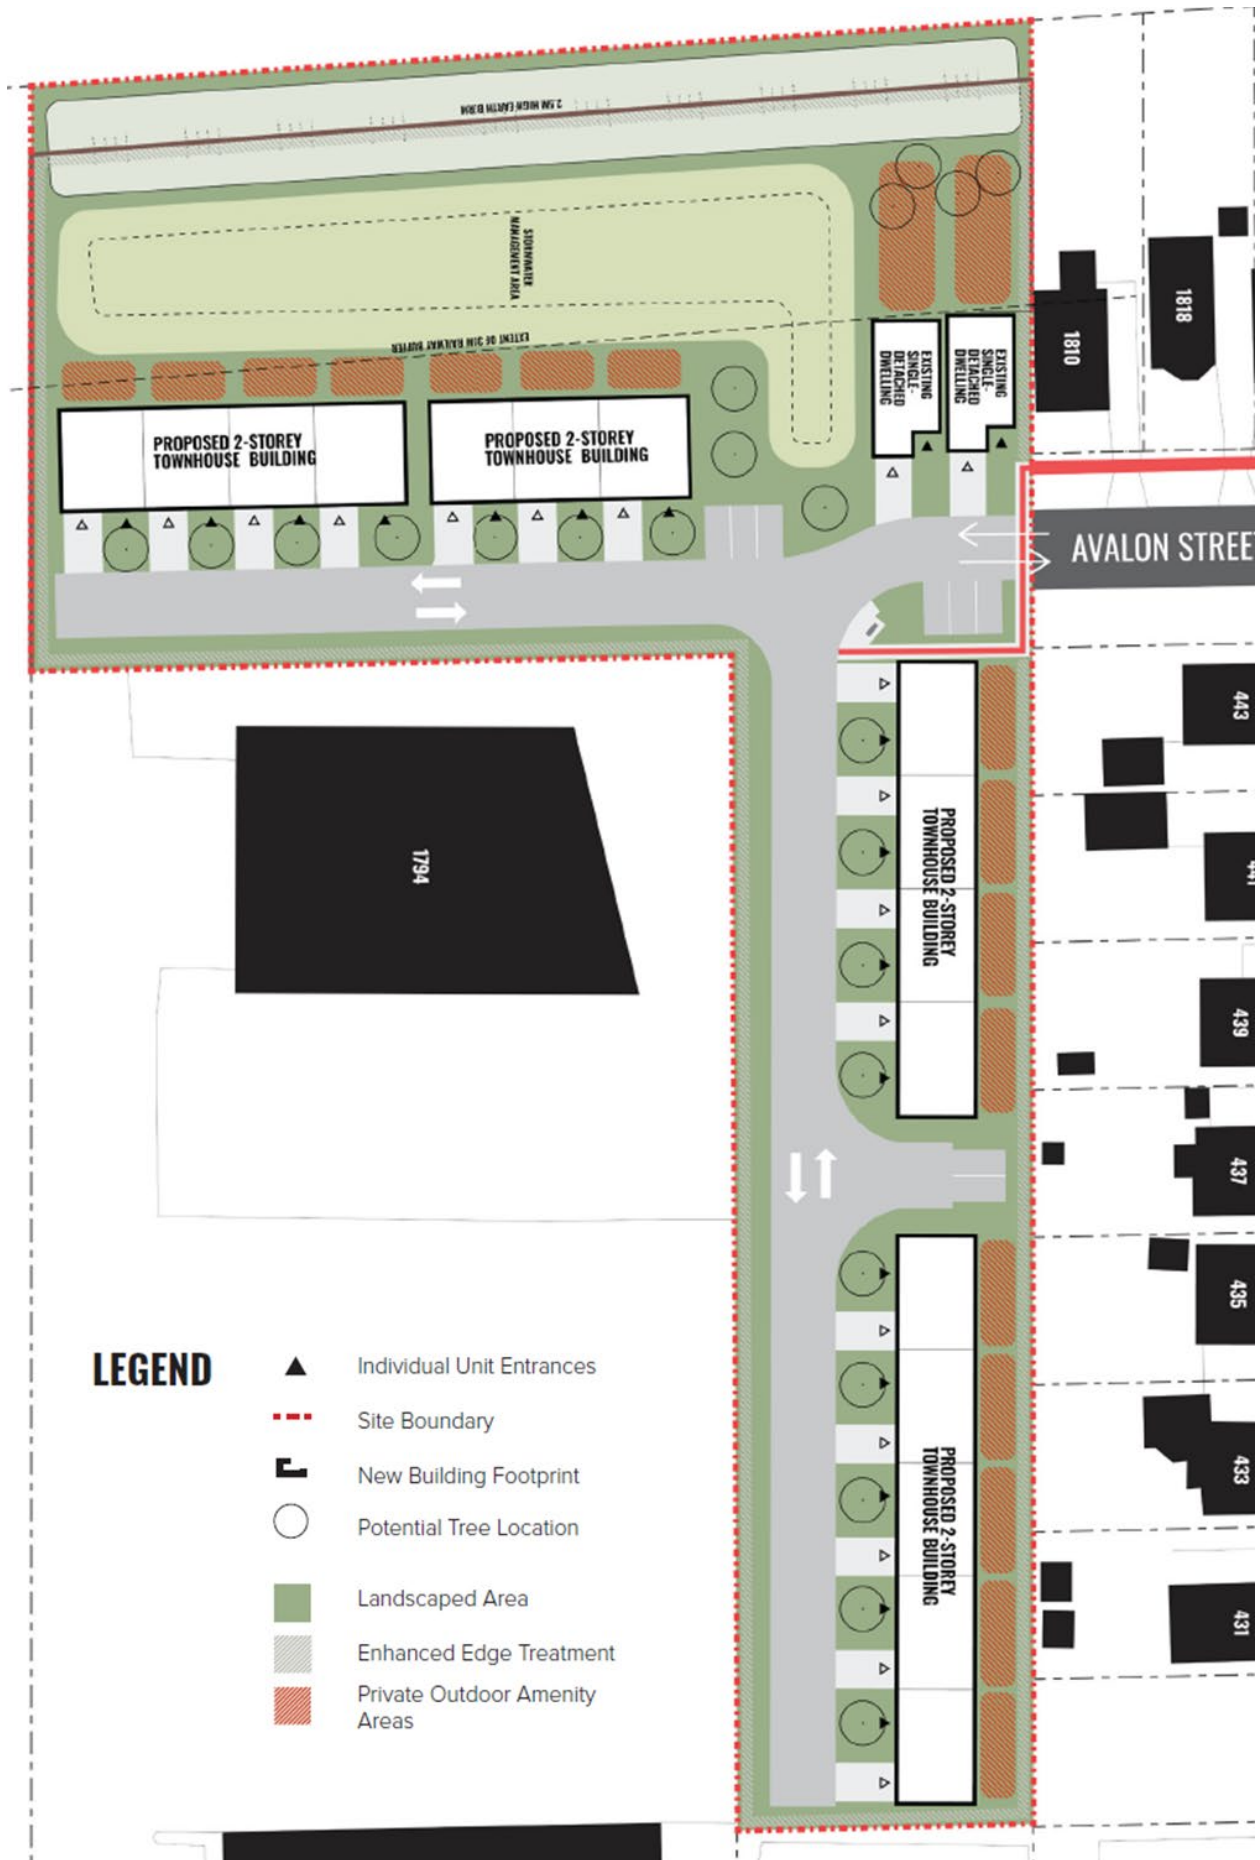 2.5M HIGH EARTH BERM
STORMWATER
MANAGEMENT AREA
EXTENT OF 30M RAILWAY BUFFER
EXISTING
SINGLE-
DETACHED
DWELLING
EXISTING
SINGLE-
DETACHED
DWELLING
1810
1818
PROPOSED 2-STOREY
TOWNHOUSE BUILDING
PROPOSED 2-STOREY
TOWNHOUSE BUILDING
AVALON STREE
PROPOSED 2-STOREY
TOWNHOUSE BUILDING
PROPOSED 2-STOREY
TOWNHOUSE BUILDING
1794
443
439
437
435
433
431
LEGEND
Individual Unit Entrances
Site Boundary
New Building Footprint
Potential Tree Location
Landscaped Area
Enhanced Edge Treatment
Private Outdoor Amenity
Areas